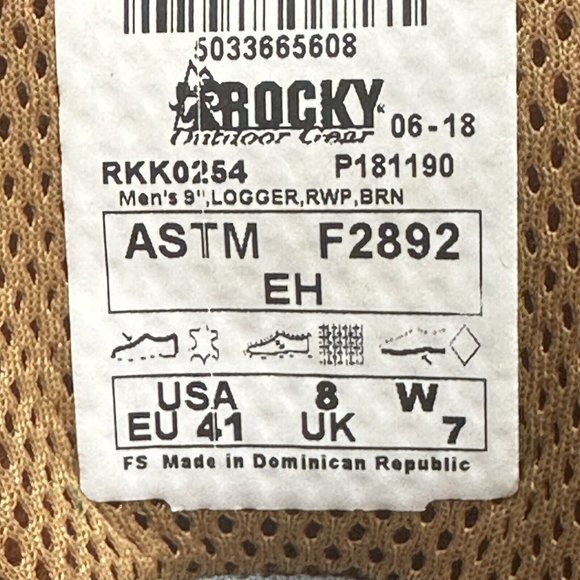 5033665608
ROCKY
Outdoor Gear
06-18
RKK0254 P181190
Men's 9",LOGGER,RWP,BRN
ASTM F2892
EH
USA 8 W
EU 41 UK 7
FS Made in Dominican Republic